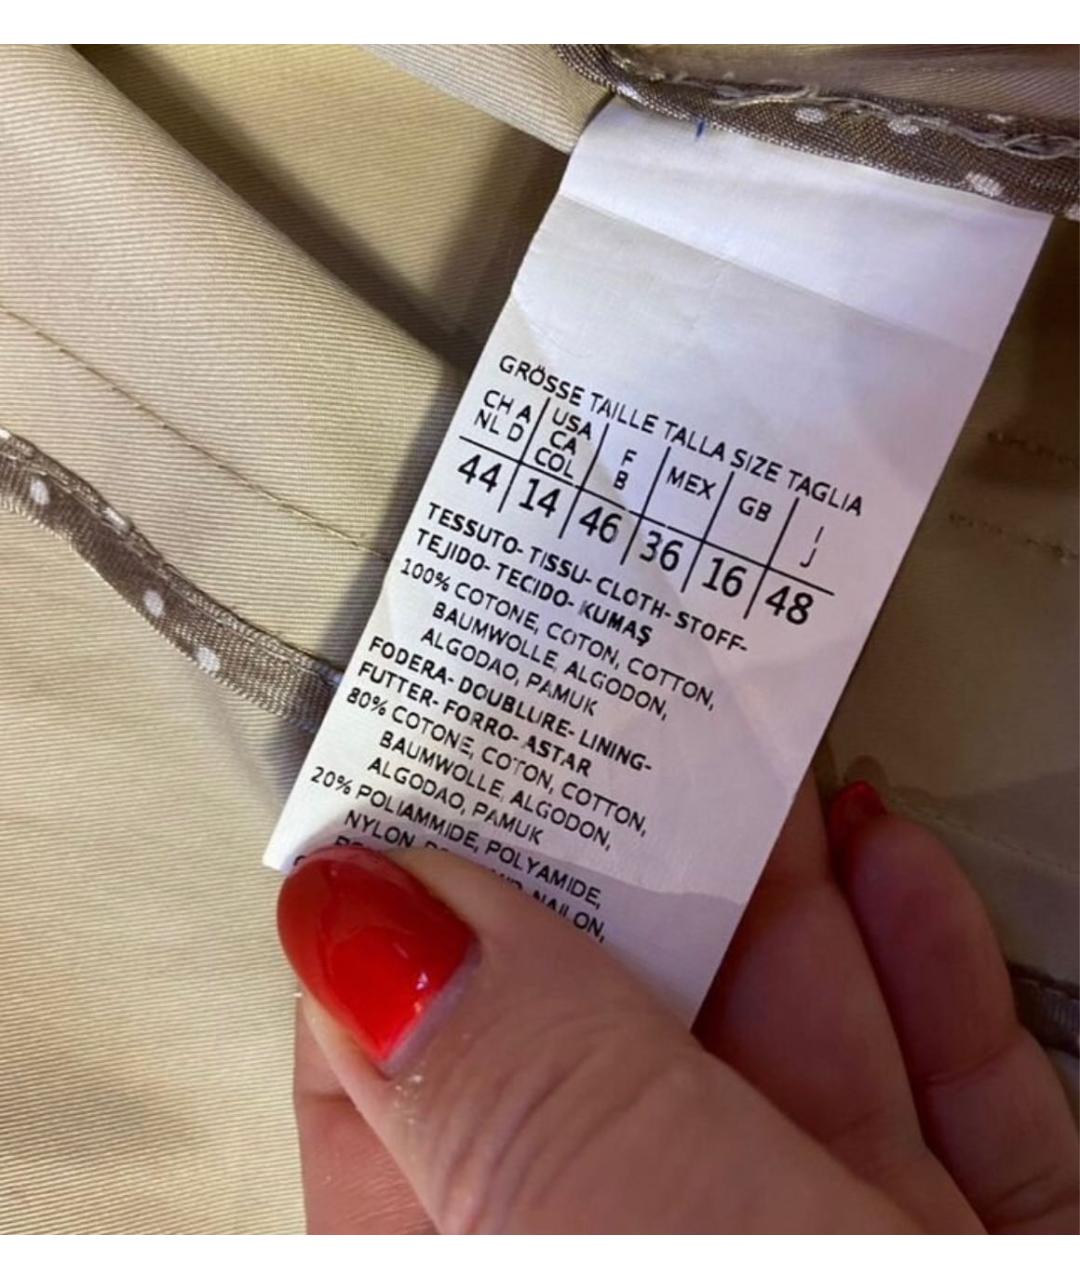 GRÖSSE TAILLE TALLA SIZE TAGLIA
CH A NL D | USA CA COL | F B | MEX | GB | I J
44 | 14 | 46 | 36 | 16 | 48
TESSUTO- TISSU- CLOTH- STOFF-
TEJIDO- TECIDO- KUMAŞ
100% COTONE, COTON, COTTON,
BAUMWOLLE, ALGODON,
ALGODAO, PAMUK
FODERA- DOUBLURE- LINING-
FUTTER- FORRO- ASTAR
80% COTONE, COTON, COTTON,
BAUMWOLLE, ALGODON,
ALGODAO, PAMUK
20% POLIAMMIDE, POLYAMIDE,
NYLON,
NAILON,